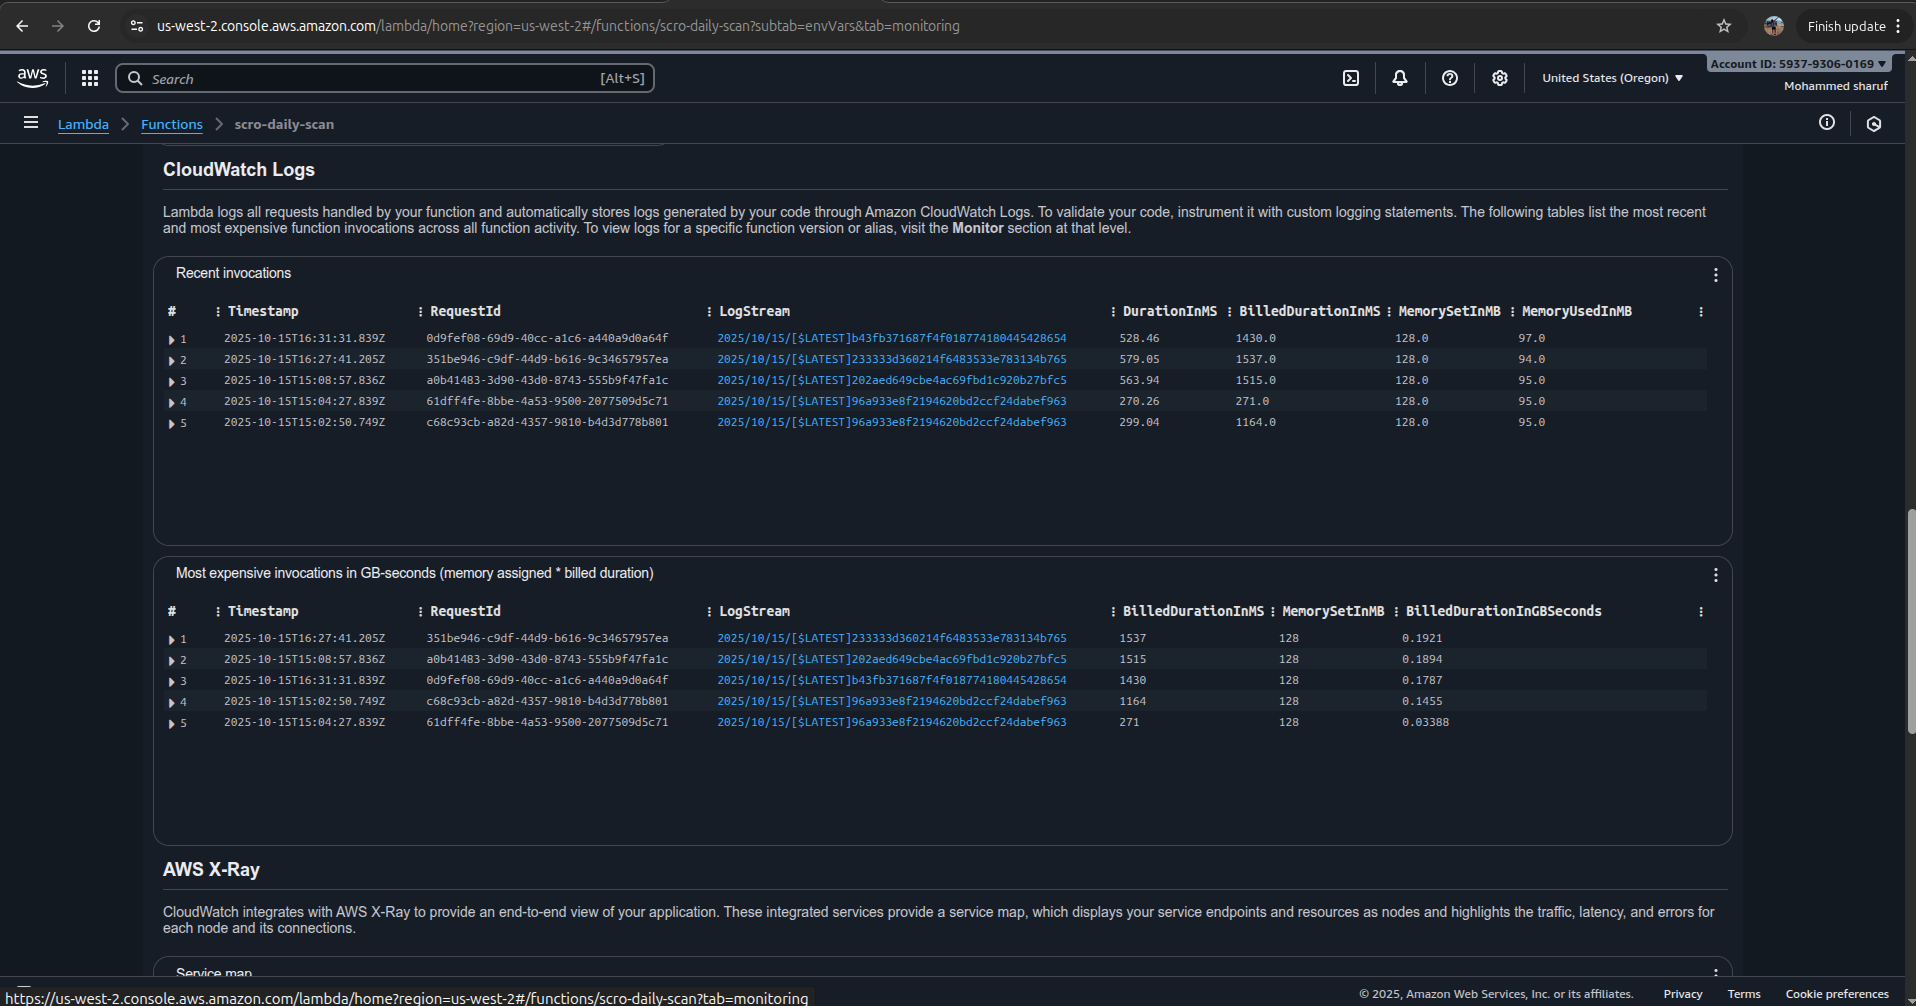 us-west-2.console.aws.amazon.com/lambda/home?region=us-west-2#/functions/scro-daily-scan?subtab=envVars&tab=monitoring
Finish update
aws
Search
[Alt+S]
United States (Oregon)
Account ID: 5937-9306-0169
Mohammed sharuf
Lambda
Functions
scro-daily-scan
CloudWatch Logs
Lambda logs all requests handled by your function and automatically stores logs generated by your code through Amazon CloudWatch Logs. To validate your code, instrument it with custom logging statements. The following tables list the most recent
and most expensive function invocations across all function activity. To view logs for a specific function version or alias, visit the Monitor section at that level.
Recent invocations
# Timestamp RequestId LogStream DurationInMS BilledDurationInMS MemorySetInMB MemoryUsedInMB
1 2025-10-15T16:31:31.839Z 0d9fef08-69d9-40cc-a1c6-a440a9d0a64f 2025/10/15/[$LATEST]b43fb371687f4f018774180445428654 528.46 1430.0 128.0 97.0
2 2025-10-15T16:27:41.205Z 351be946-c9df-44d9-b616-9c34657957ea 2025/10/15/[$LATEST]233333d360214f6483533e783134b765 579.05 1537.0 128.0 94.0
3 2025-10-15T15:08:57.836Z a0b41483-3d90-43d0-8743-555b9f47fa1c 2025/10/15/[$LATEST]202aed649cbe4ac69fbd1c920b27bfc5 563.94 1515.0 128.0 95.0
4 2025-10-15T15:04:27.839Z 61dff4fe-8bbe-4a53-9500-2077509d5c71 2025/10/15/[$LATEST]96a933e8f2194620bd2ccf24dabef963 270.26 271.0 128.0 95.0
5 2025-10-15T15:02:50.749Z c68c93cb-a82d-4357-9810-b4d3d778b801 2025/10/15/[$LATEST]96a933e8f2194620bd2ccf24dabef963 299.04 1164.0 128.0 95.0
Most expensive invocations in GB-seconds (memory assigned * billed duration)
# Timestamp RequestId LogStream BilledDurationInMS MemorySetInMB BilledDurationInGBSeconds
1 2025-10-15T16:27:41.205Z 351be946-c9df-44d9-b616-9c34657957ea 2025/10/15/[$LATEST]233333d360214f6483533e783134b765 1537 128 0.1921
2 2025-10-15T15:08:57.836Z a0b41483-3d90-43d0-8743-555b9f47fa1c 2025/10/15/[$LATEST]202aed649cbe4ac69fbd1c920b27bfc5 1515 128 0.1894
3 2025-10-15T16:31:31.839Z 0d9fef08-69d9-40cc-a1c6-a440a9d0a64f 2025/10/15/[$LATEST]b43fb371687f4f018774180445428654 1430 128 0.1787
4 2025-10-15T15:02:50.749Z c68c93cb-a82d-4357-9810-b4d3d778b801 2025/10/15/[$LATEST]96a933e8f2194620bd2ccf24dabef963 1164 128 0.1455
5 2025-10-15T15:04:27.839Z 61dff4fe-8bbe-4a53-9500-2077509d5c71 2025/10/15/[$LATEST]96a933e8f2194620bd2ccf24dabef963 271 128 0.03388
AWS X-Ray
CloudWatch integrates with AWS X-Ray to provide an end-to-end view of your application. These integrated services provide a service map, which displays your service endpoints and resources as nodes and highlights the traffic, latency, and errors for
each node and its connections.
Service map
https://us-west-2.console.aws.amazon.com/lambda/home?region=us-west-2#/functions/scro-daily-scan?tab=monitoring
© 2025, Amazon Web Services, Inc. or its affiliates. Privacy Terms Cookie preferences